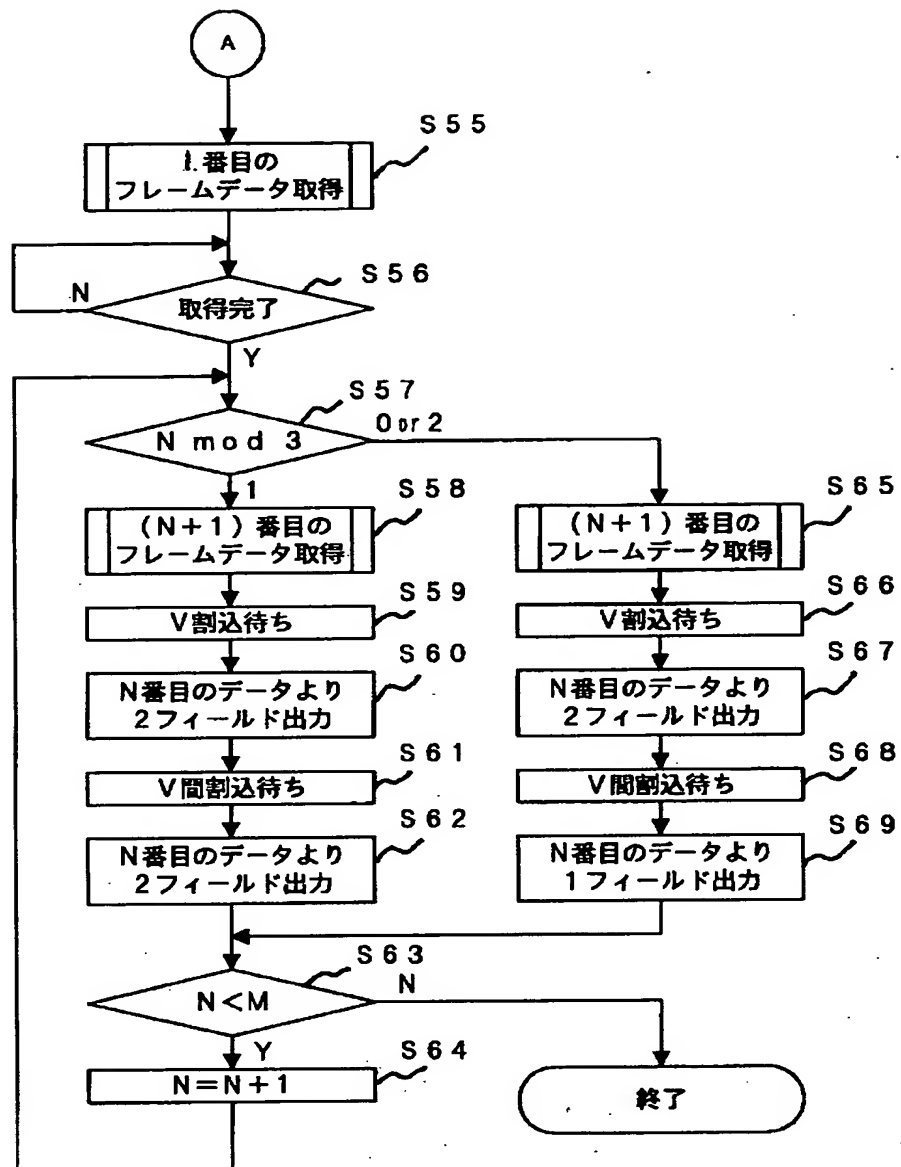 A
S55
1.番目の
フレームデータ取得
S56
N
取得完了
Y
S57
N mod 3
0 or 2
1
S58
(N+1)番目の
フレームデータ取得
S65
(N+1)番目の
フレームデータ取得
S59
V割込待ち
S66
V割込待ち
S60
N番目のデータより
2フィールド出力
S67
N番目のデータより
2フィールド出力
S61
V間割込待ち
S68
V間割込待ち
S62
N番目のデータより
2フィールド出力
S69
N番目のデータより
1フィールド出力
S63
N<M
N
Y
S64
N=N+1
終了